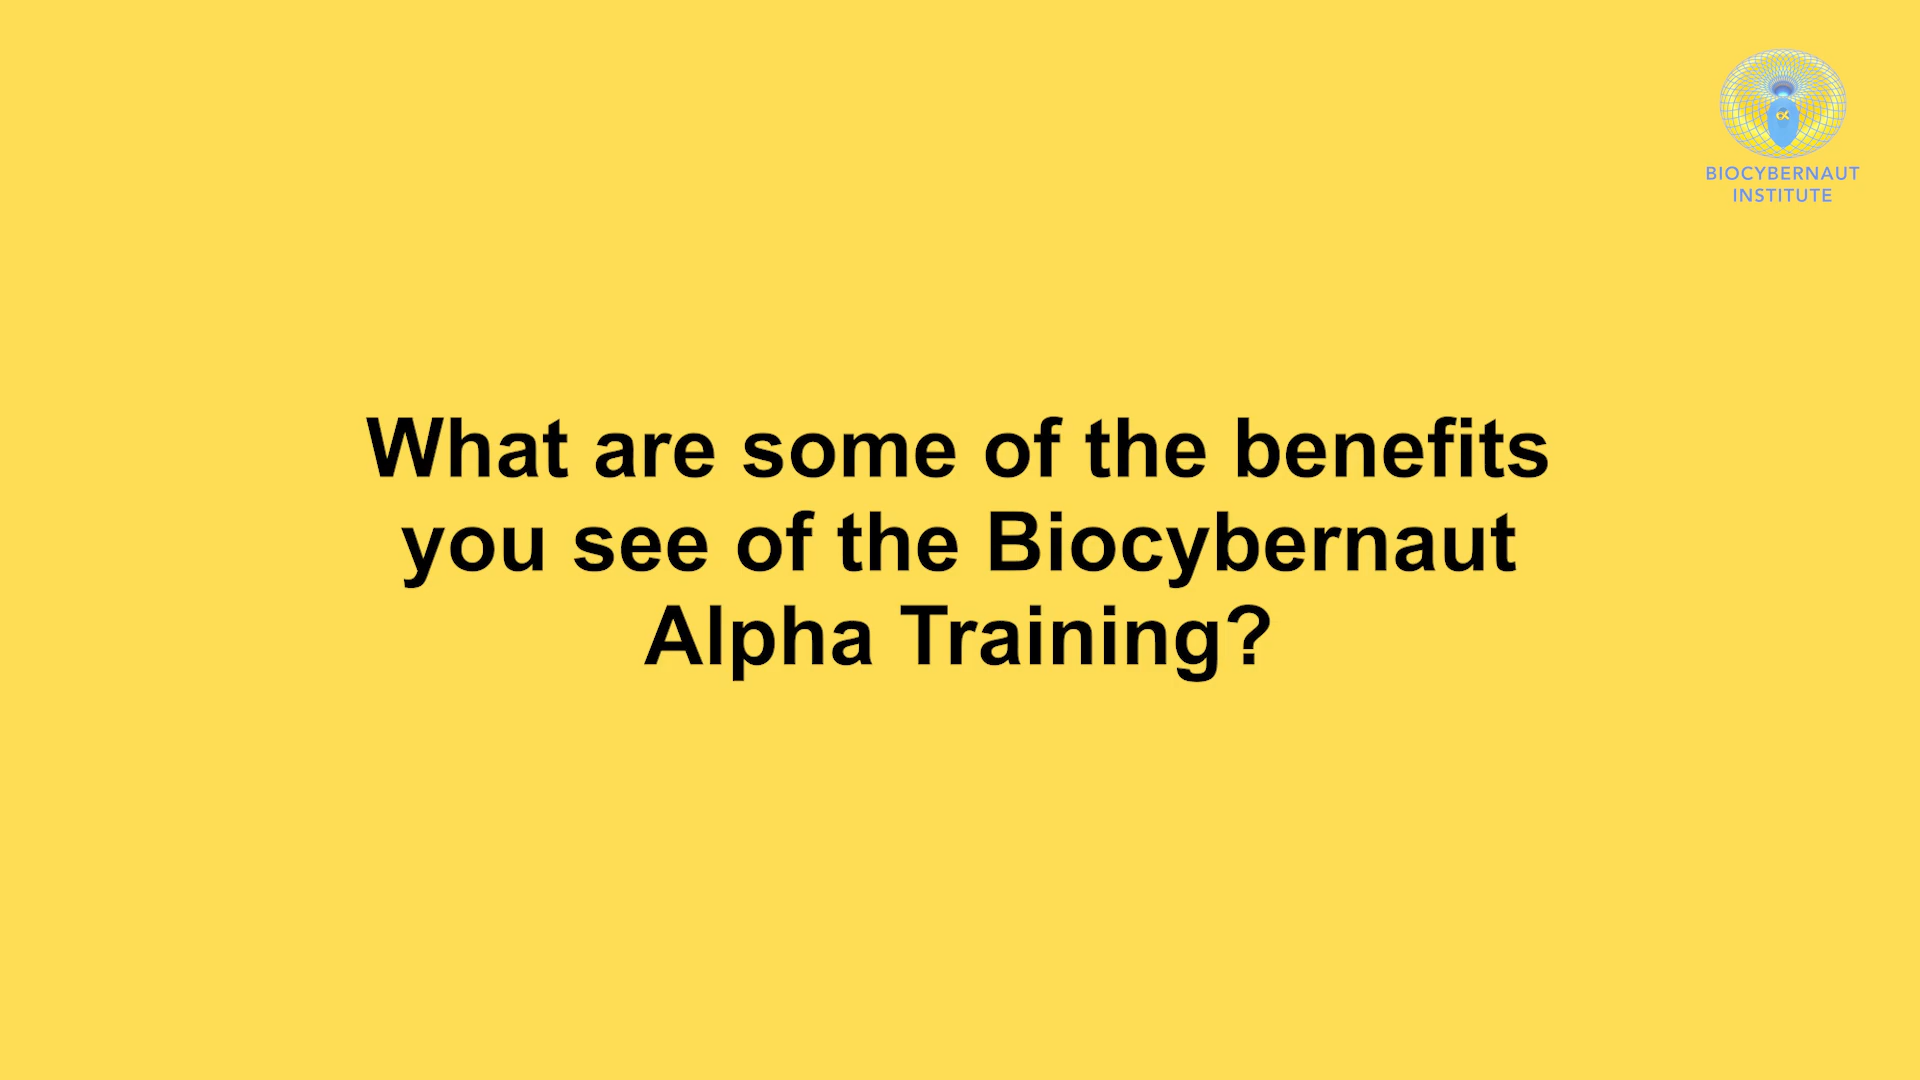 BIOCYBERNAUT
INSTITUTE
What are some of the benefits
you see of the Biocybernaut
Alpha Training?